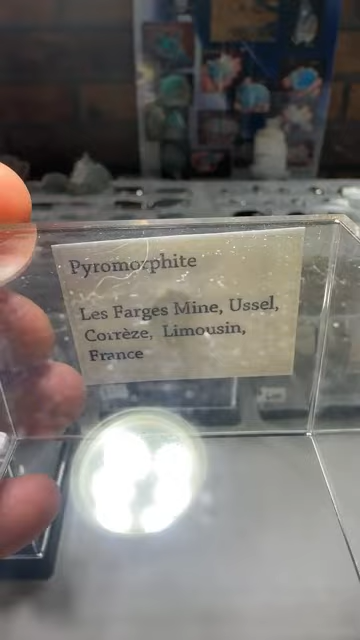 Pyromorphite
Les Farges Mine, Ussel,
Corrèze, Limousin,
France